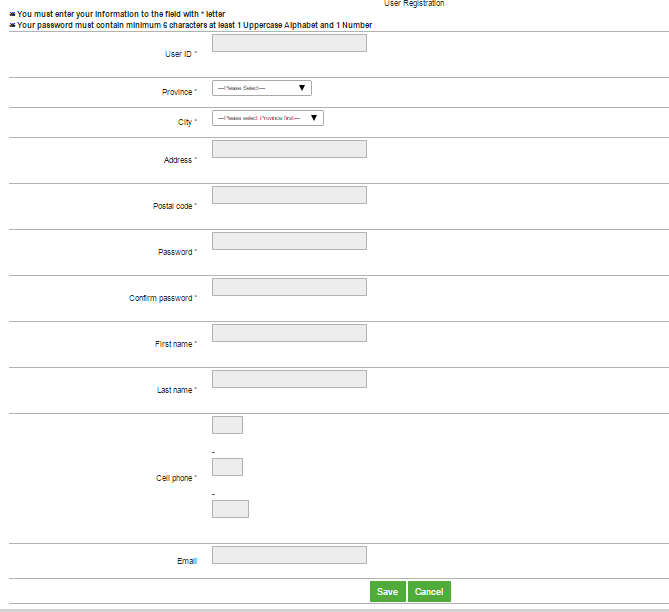 User Registration
※ You must enter your information to the field with * letter
※ Your password must contain minimum 6 characters at least 1 Uppercase Alphabet and 1 Number
User ID *
Province * ---Please Select---
City * ---Please select Province first---
Address *
Postal code *
Password *
Confirm password *
First name *
Last name *
-
Cell phone *
-
Email
Save Cancel